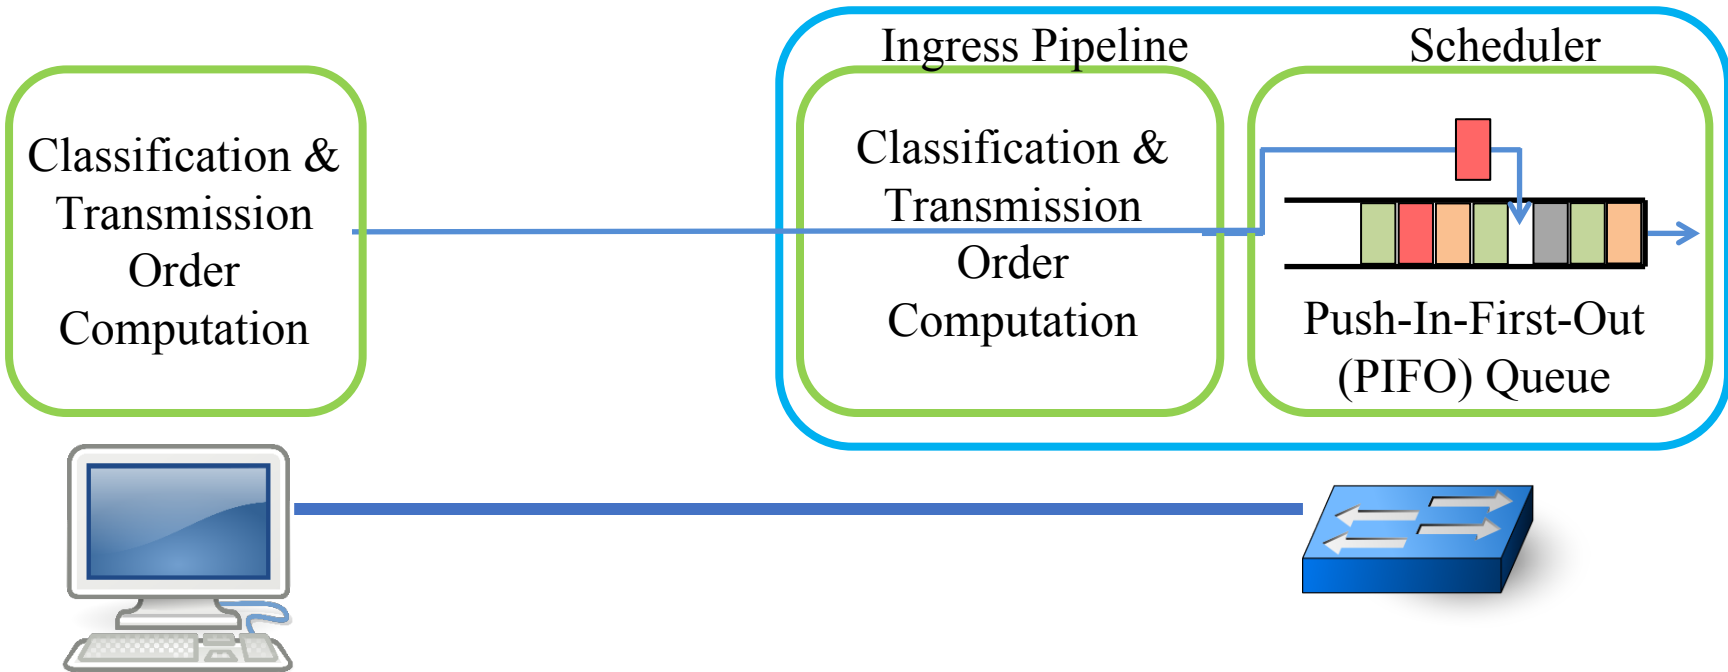 Classification &
Transmission
Order
Computation
Ingress Pipeline
Classification &
Transmission
Order
Computation
Scheduler
Push-In-First-Out
(PIFO) Queue